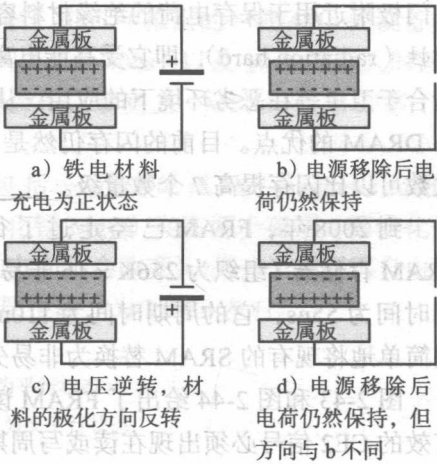 金属板
++++++++
--------
金属板
+
a）铁电材料
充电为正状态
金属板
++++++++
--------
金属板
b）电源移除后电
荷仍然保持
金属板
--------
++++++++
金属板
+
c）电压逆转，材
料的极化方向反转
金属板
--------
++++++++
金属板
d）电源移除后
电荷仍然保持，但
方向与b不同